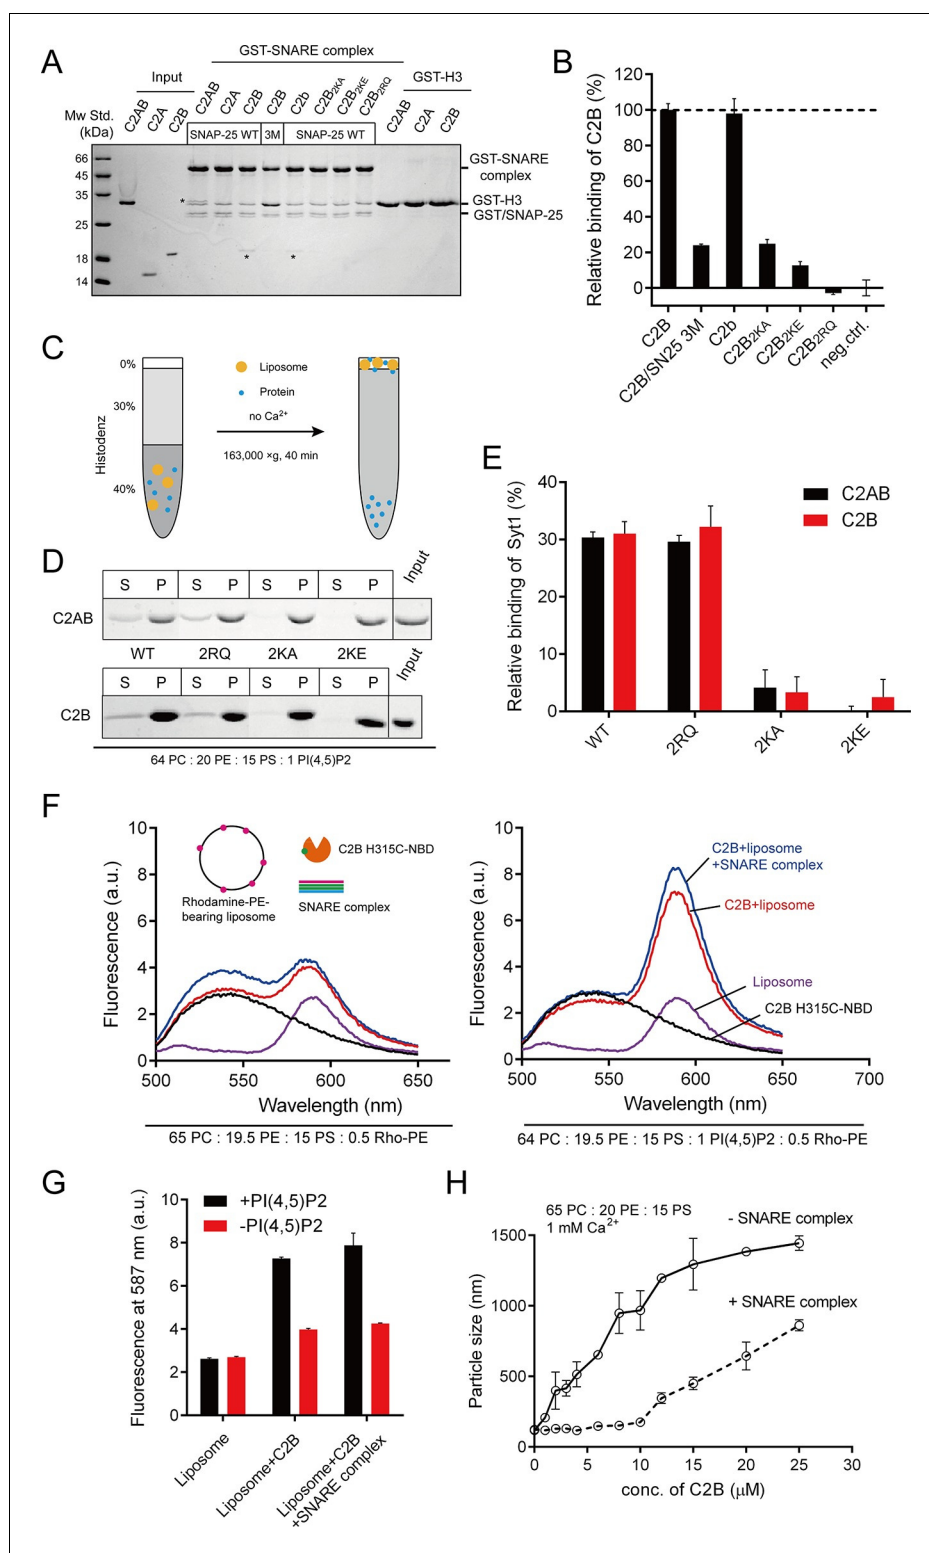 A
GST-SNARE complex
Input
GST-H3
Mw Std.
(kDa)
C2AB
C2A
C2B
C2AB
C2A
C2B
C2B
C2b
C2B2KA
C2B2KE
C2B2RQ
C2AB
C2A
C2B
SNAP-25 WT
3M
SNAP-25 WT
66
45
35
25
18
14
*
*
*
GST-SNARE
complex
GST-H3
GST/SNAP-25
B
Relative binding of C2B (%)
120
100
80
60
40
20
0
C2B
C2B/SN25 3M
C2b
C2B2KA
C2B2KE
C2B2RQ
neg.ctrl.
C
0%
30%
40%
Histodenz
Liposome
Protein
no Ca2+
163,000 ×g, 40 min
D
S P S P S P S P Input
C2AB
WT 2RQ 2KA 2KE Input
S P S P S P S P
C2B
64 PC : 20 PE : 15 PS : 1 PI(4,5)P2
E
Relative binding of Syt1 (%)
40
30
20
10
0
C2AB
C2B
WT
2RQ
2KA
2KE
F
Fluorescence (a.u.)
10
8
6
4
2
0
500 550 600 650
Wavelength (nm)
Rhodamine-PE-
bearing liposome
C2B H315C-NBD
SNARE complex
65 PC : 19.5 PE : 15 PS : 0.5 Rho-PE
Fluorescence (a.u.)
10
8
6
4
2
0
500 550 600 650 700
Wavelength (nm)
C2B+liposome
+SNARE complex
C2B+liposome
Liposome
C2B H315C-NBD
64 PC : 19.5 PE : 15 PS : 1 PI(4,5)P2 : 0.5 Rho-PE
G
Fluorescence at 587 nm (a.u.)
10
8
6
4
2
0
+PI(4,5)P2
-PI(4,5)P2
Liposome
Liposome+C2B
Liposome+C2B
+SNARE complex
H
65 PC : 20 PE : 15 PS
1 mM Ca2+
- SNARE complex
+ SNARE complex
Particle size (nm)
1500
1000
500
0
0 5 10 15 20 25 30
conc. of C2B (μM)